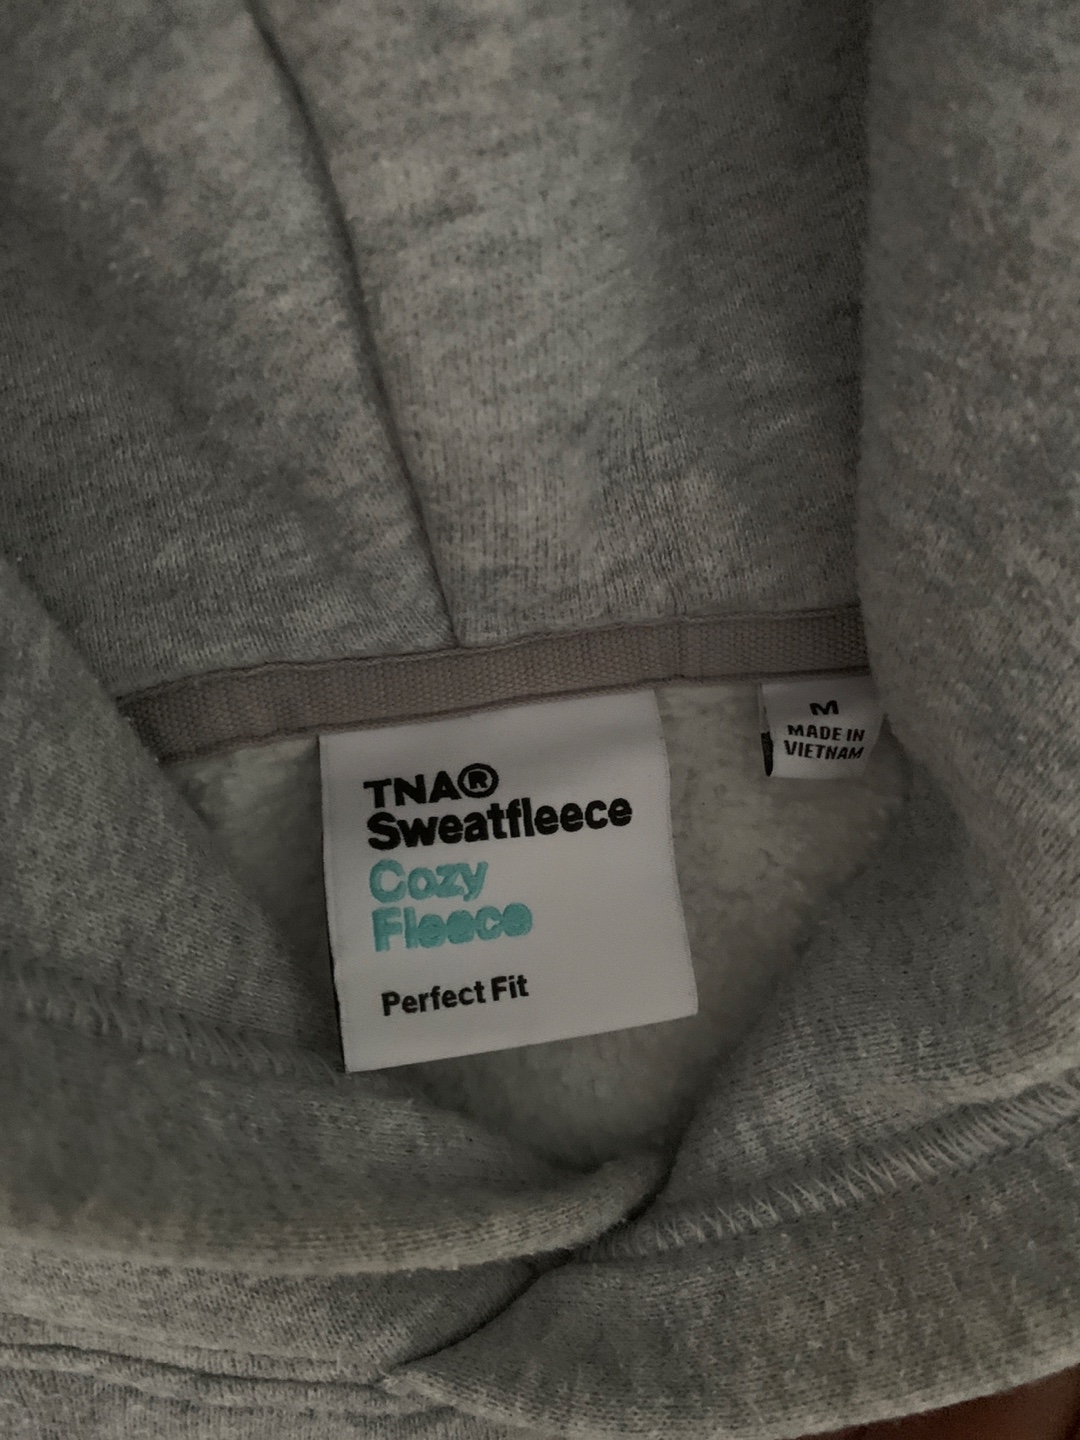 TNA®
Sweatfleece
Cozy
Fleece
Perfect Fit
M
MADE IN
VIETNAM